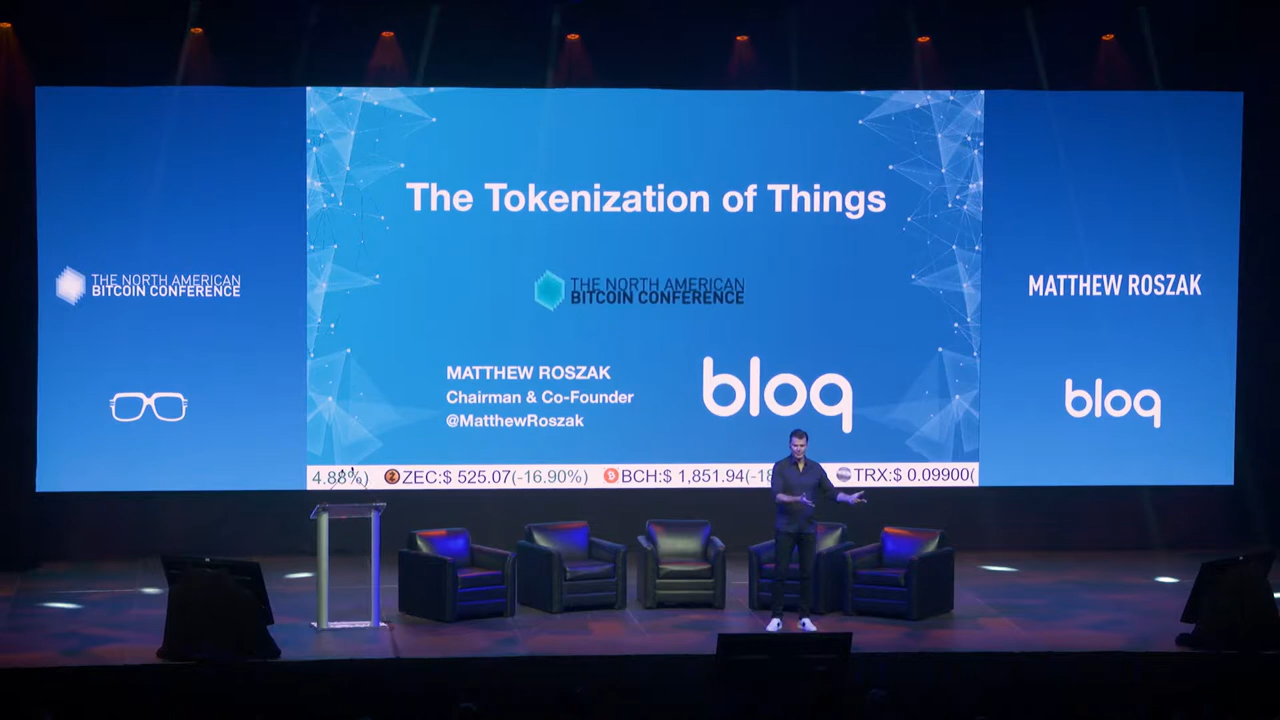 The Tokenization of Things
THE NORTH AMERICAN
BITCOIN CONFERENCE
THE NORTH AMERICAN
BITCOIN CONFERENCE
MATTHEW ROSZAK
MATTHEW ROSZAK
Chairman & Co-Founder
@MatthewRoszak
bloq
bloq
4.88%) ZEC:$ 525.07(-16.90%) BCH:$ 1,851.94(-18 TRX:$ 0.09900(